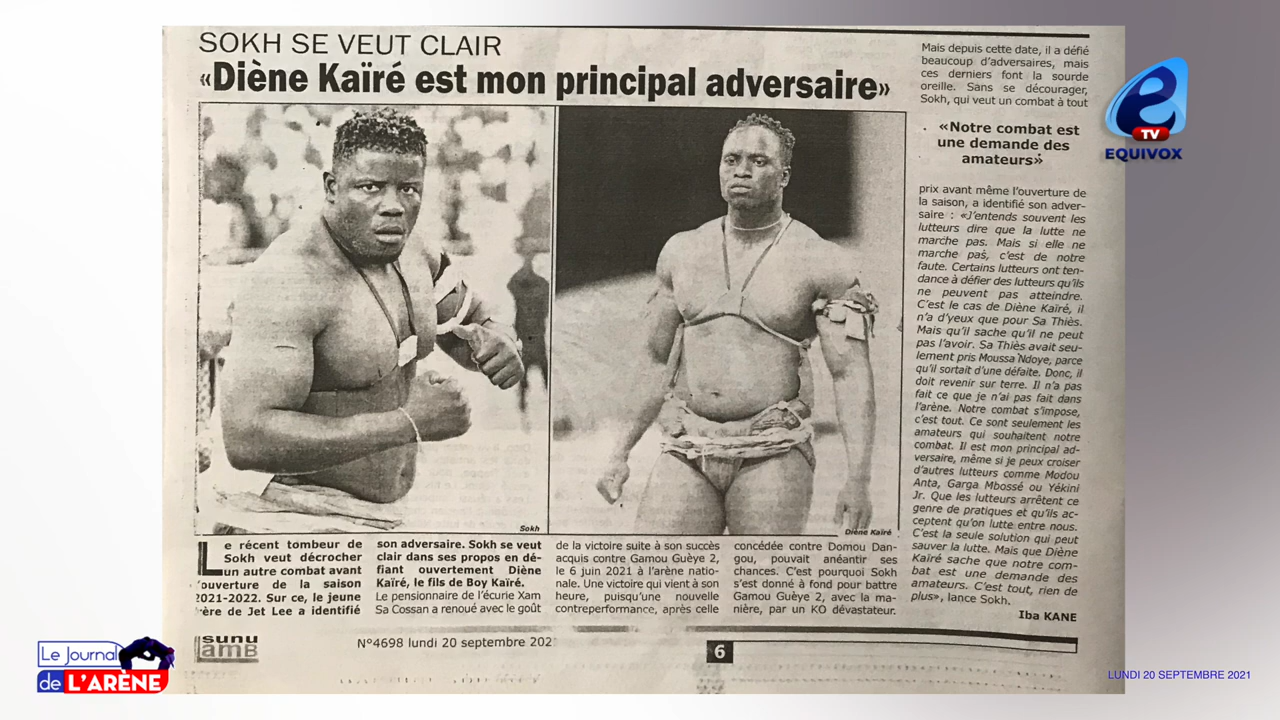 SOKH SE VEUT CLAIR
«Diène Kaïré est mon principal adversaire»
Sokh
Diène Kaïré
Le récent tombeur de
Sokh veut décrocher
un autre combat avant
l'ouverture de la saison
2021-2022. Sur ce, le jeune
frère de Jet Lee a identifié
son adversaire. Sokh se veut
clair dans ses propos en dé-
fiant ouvertement Diène
Kaïré, le fils de Boy Kaïré.
Le pensionnaire de l'écurie Xam
Sa Cossan a renoué avec le goût
de la victoire suite à son succès
acquis contre Gamou Guèye 2,
le 6 juin 2021 à l'arène natio-
nale. Une victoire qui vient à son
heure, puisqu'une nouvelle
contreperformance, après celle
concédée contre Domou Dan-
gou, pouvait anéantir ses
chances. C'est pourquoi Sokh
s'est donné à fond pour battre
Gamou Guèye 2, avec la ma-
nière, par un KO dévastateur.
Mais depuis cette date, il a défié
beaucoup d'adversaires, mais
ces derniers font la sourde
oreille. Sans se décourager,
Sokh, qui veut un combat à tout
«Notre combat est
une demande des
amateurs»
prix avant même l'ouverture de
la saison, a identifié son adver-
saire : «J'entends souvent les
lutteurs dire que la lutte ne
marche pas. Mais si elle ne
marche pas, c'est de notre
faute. Certains lutteurs ont ten-
dance à défier des lutteurs qu'ils
ne peuvent pas atteindre.
C'est le cas de Diène Kaïré, il
n'a d'yeux que pour Sa Thiès.
Mais qu'il sache qu'il ne peut
pas l'avoir. Sa Thiès avait seu-
lement pris Moussa Ndoye, parce
qu'il sortait d'une défaite. Donc, il
doit revenir sur terre. Il n'a pas
fait ce que je n'ai pas fait dans
l'arène. Notre combat s'impose,
c'est tout. Ce sont seulement les
amateurs qui souhaitent notre
combat. Il est mon principal ad-
versaire, même si je peux croiser
d'autres lutteurs comme Modou
Anta, Garga Mbossé ou Yékini
Jr. Que les lutteurs arrêtent ce
genre de pratiques et qu'ils ac-
ceptent qu'on lutte entre nous.
C'est la seule solution qui peut
sauver la lutte. Mais que Diène
Kaïré sache que notre com-
bat est une demande des
amateurs. C'est tout, rien de
plus», lance Sokh.
Iba KANE
sunu
lamb
N°4698 lundi 20 septembre 202
6
e
TV
EQUIVOX
Le Journal
de L'ARÈNE
LUNDI 20 SEPTEMBRE 2021